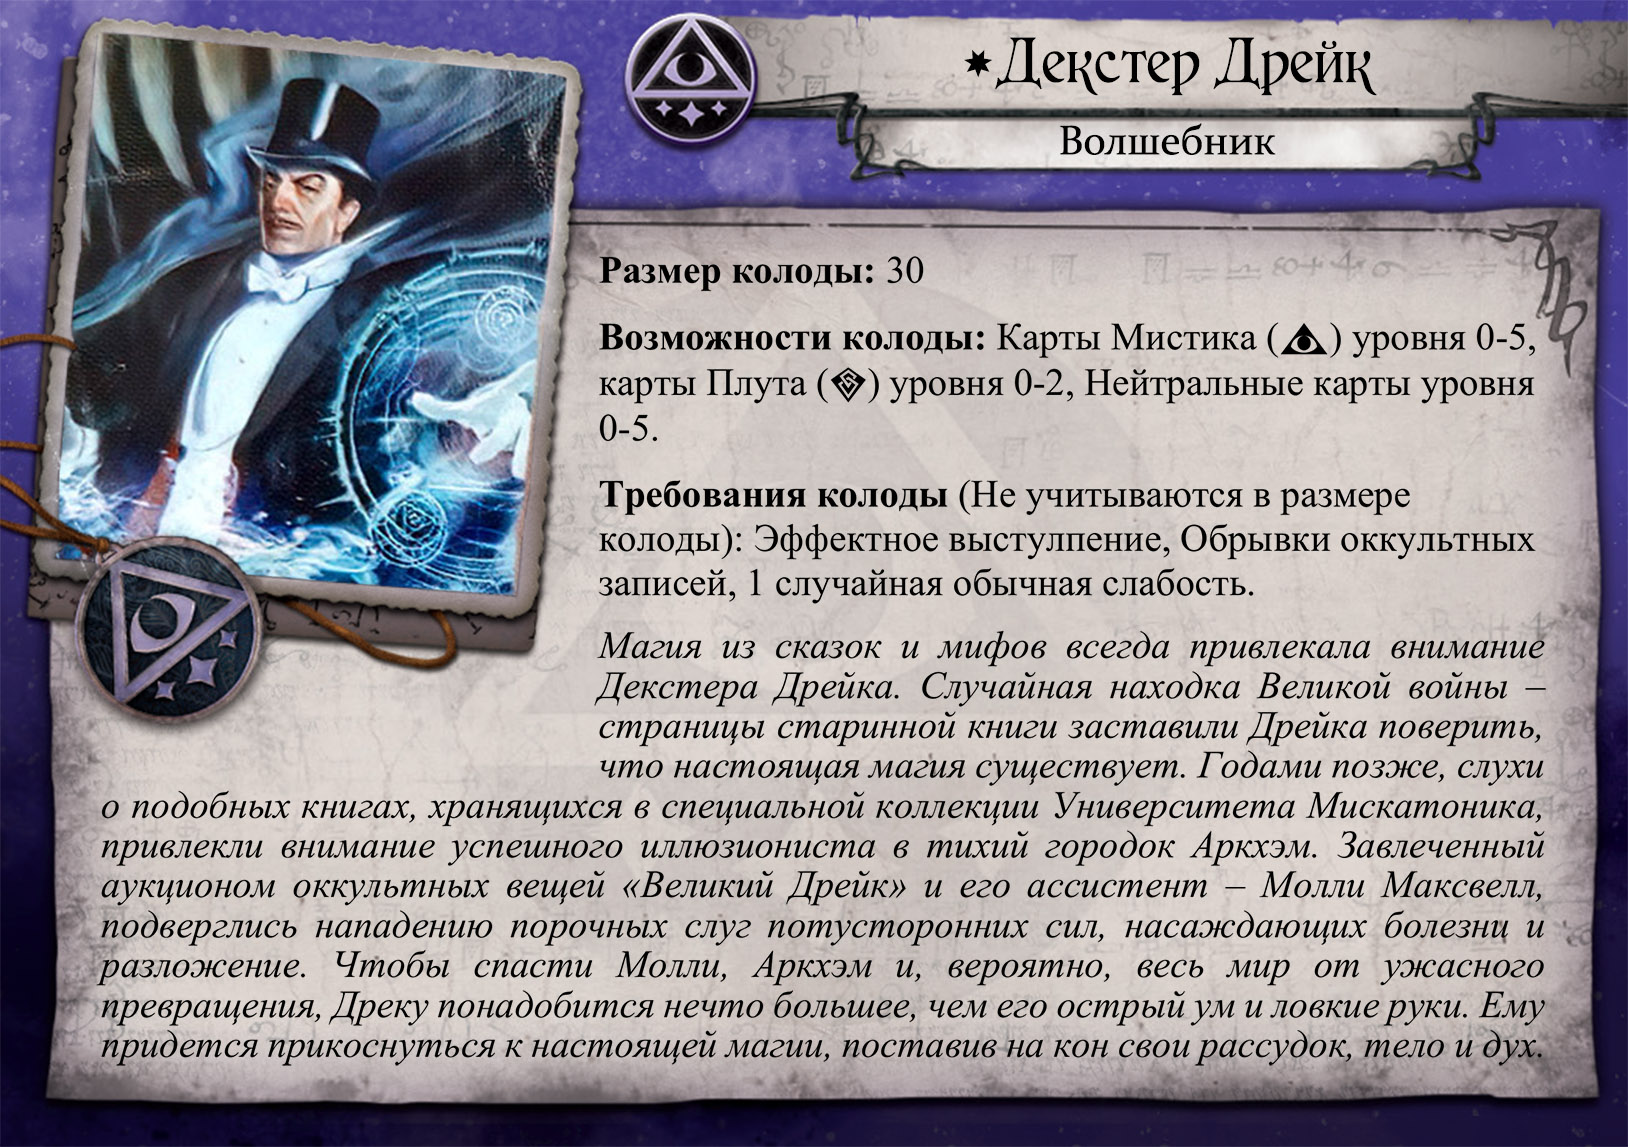 Декстер Дрейк
Волшебник
Размер колоды: 30
Возможности колоды: Карты Мистика () уровня 0-5,
карты Плута () уровня 0-2, Нейтральные карты уровня
0-5.
Требования колоды (Не учитываются в размере
колоды): Эффектное выстулпение, Обрывки оккультных
записей, 1 случайная обычная слабость.
Магия из сказок и мифов всегда привлекала внимание
Декстера Дрейка. Случайная находка Великой войны –
страницы старинной книги заставили Дрейка поверить,
что настоящая магия существует. Годами позже, слухи
о подобных книгах, хранящихся в специальной коллекции Университета Мискатоника,
привлекли внимание успешного иллюзиониста в тихий городок Аркхэм. Завлеченный
аукционом оккультных вещей «Великий Дрейк» и его ассистент – Молли Максвелл,
подверглись нападению порочных слуг потусторонних сил, насаждающих болезни и
разложение. Чтобы спасти Молли, Аркхэм и, вероятно, весь мир от ужасного
превращения, Дреку понадобится нечто большее, чем его острый ум и ловкие руки. Ему
придется прикоснуться к настоящей магии, поставив на кон свои рассудок, тело и дух.